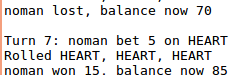 noman lost, balance now 70
Turn 7: noman bet 5 on HEART
Rolled HEART, HEART, HEART
noman won 15, balance now 85